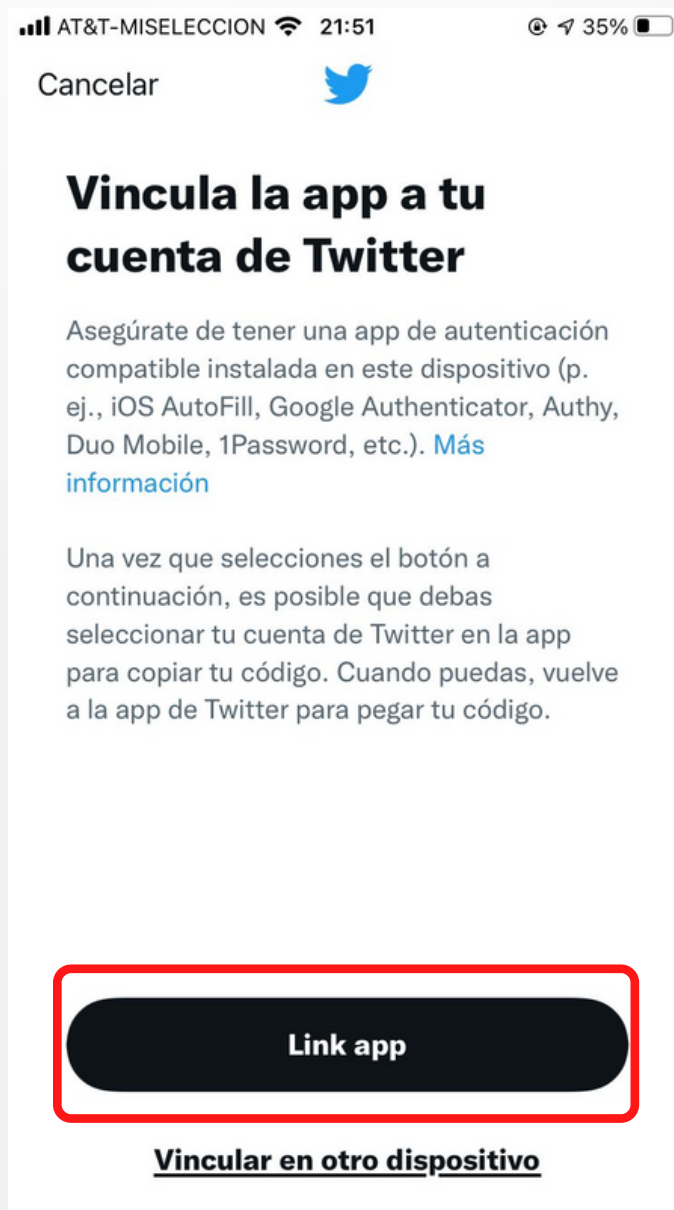 AT&T-MISELECCION 21:51 35%
Cancelar
Vincula la app a tu
cuenta de Twitter
Asegúrate de tener una app de autenticación
compatible instalada en este dispositivo (p.
ej., iOS AutoFill, Google Authenticator, Authy,
Duo Mobile, 1Password, etc.). Más
información
Una vez que selecciones el botón a
continuación, es posible que debas
seleccionar tu cuenta de Twitter en la app
para copiar tu código. Cuando puedas, vuelve
a la app de Twitter para pegar tu código.
Link app
Vincular en otro dispositivo